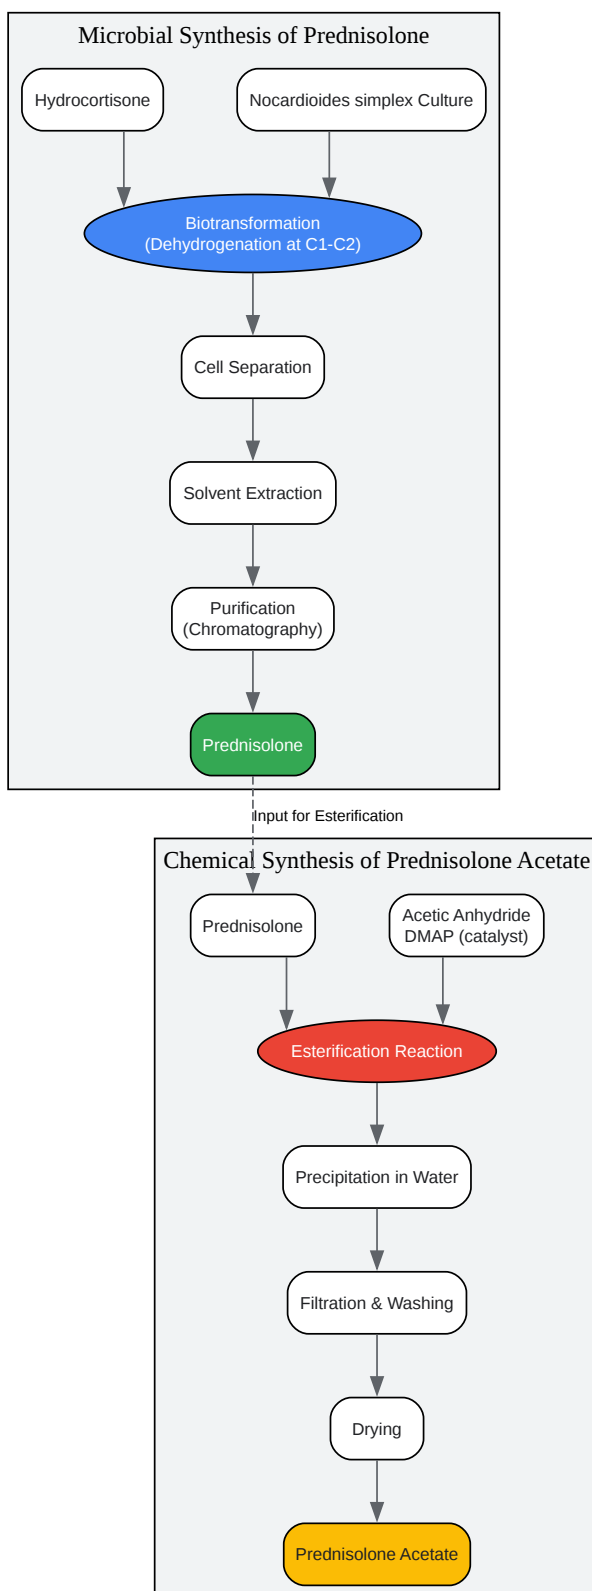 Microbial Synthesis of Prednisolone
Hydrocortisone
Nocardioides simplex Culture
Biotransformation
(Dehydrogenation at C1-C2)
Cell Separation
Solvent Extraction
Purification
(Chromatography)
Prednisolone
Input for Esterification
Chemical Synthesis of Prednisolone Acetate
Prednisolone
Acetic Anhydride
DMAP (catalyst)
Esterification Reaction
Precipitation in Water
Filtration & Washing
Drying
Prednisolone Acetate